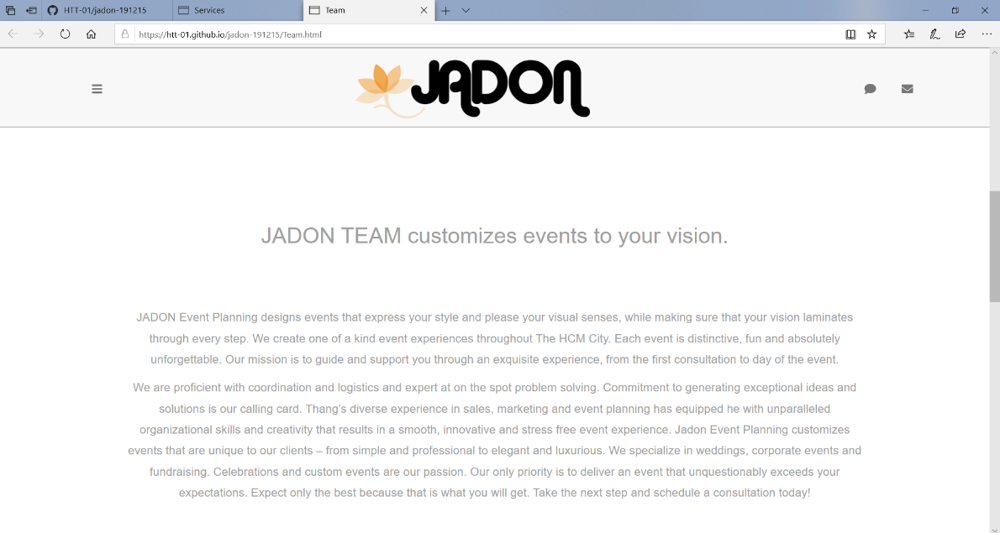 HTT-01/jadon-191215
Services
Team
https://htt-01.github.io/jadon-191215/Team.html
JADON
JADON TEAM customizes events to your vision.
JADON Event Planning designs events that express your style and please your visual senses, while making sure that your vision laminates
through every step. We create one of a kind event experiences throughout The HCM City. Each event is distinctive, fun and absolutely
unforgettable. Our mission is to guide and support you through an exquisite experience, from the first consultation to day of the event.
We are proficient with coordination and logistics and expert at on the spot problem solving. Commitment to generating exceptional ideas and
solutions is our calling card. Thang’s diverse experience in sales, marketing and event planning has equipped he with unparalleled
organizational skills and creativity that results in a smooth, innovative and stress free event experience. Jadon Event Planning customizes
events that are unique to our clients – from simple and professional to elegant and luxurious. We specialize in weddings, corporate events and
fundraising. Celebrations and custom events are our passion. Our only priority is to deliver an event that unquestionably exceeds your
expectations. Expect only the best because that is what you will get. Take the next step and schedule a consultation today!